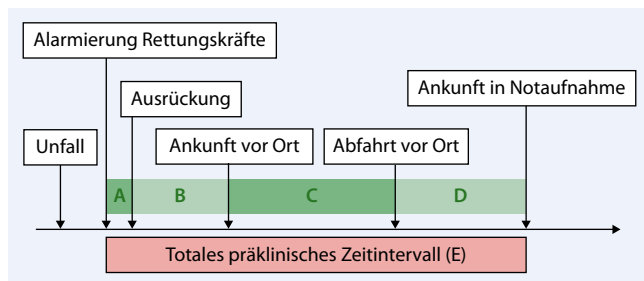 Alarmierung Rettungskräfte
Ausrückung
Ankunft in Notaufnahme
Unfall
Ankunft vor Ort
Abfahrt vor Ort
A
B
C
D
Totales präklinisches Zeitintervall (E)